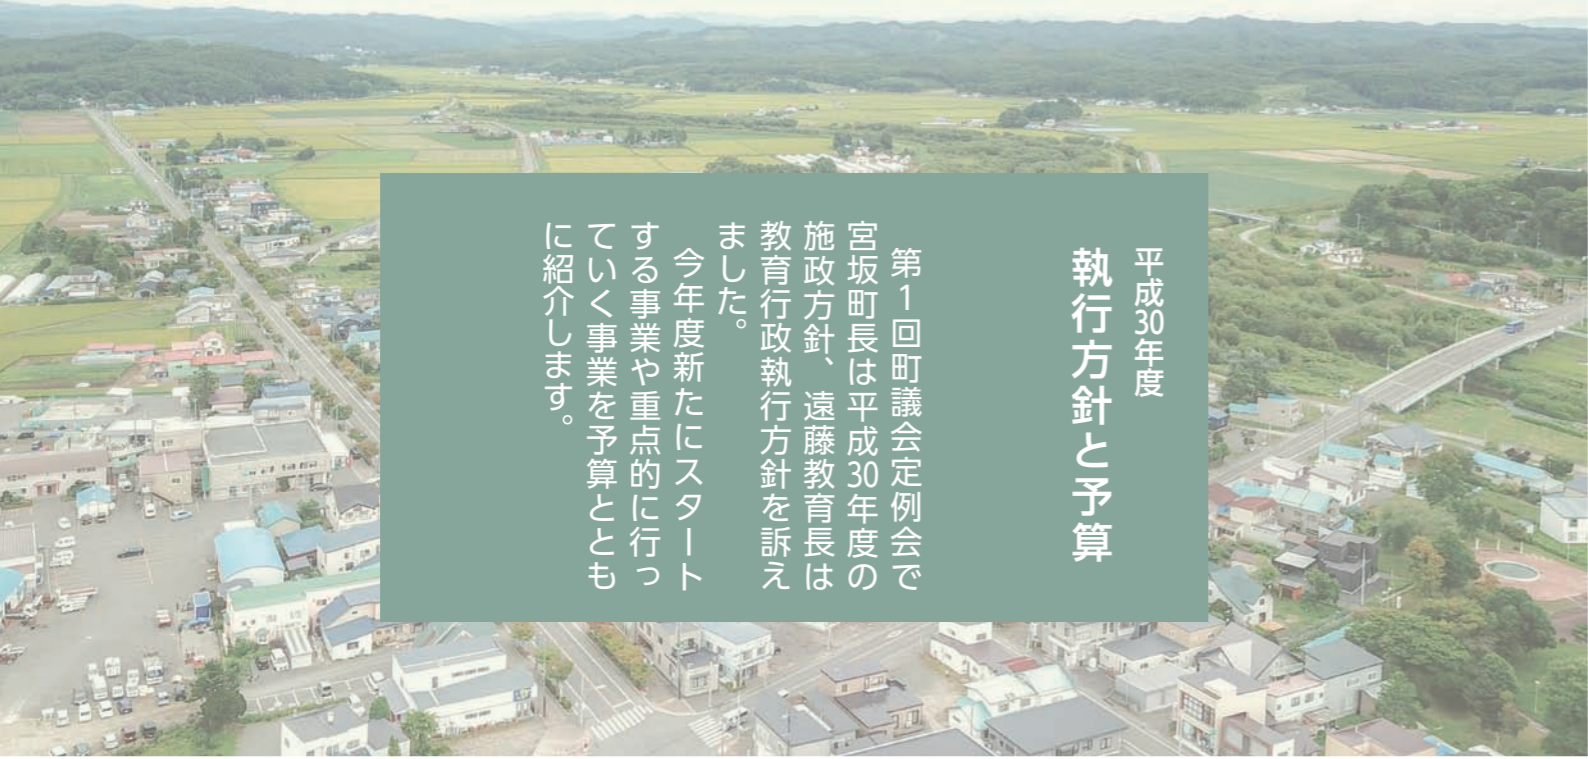 平成30年度
執行方針と予算
第1回町議会定例会で
宮坂町長は平成30年度の
施政方針、遠藤教育長は
教育行政執行方針を訴え
ました。
今年度新たにスタート
する事業や重点的に行っ
ていく事業を予算ととも
に紹介します。